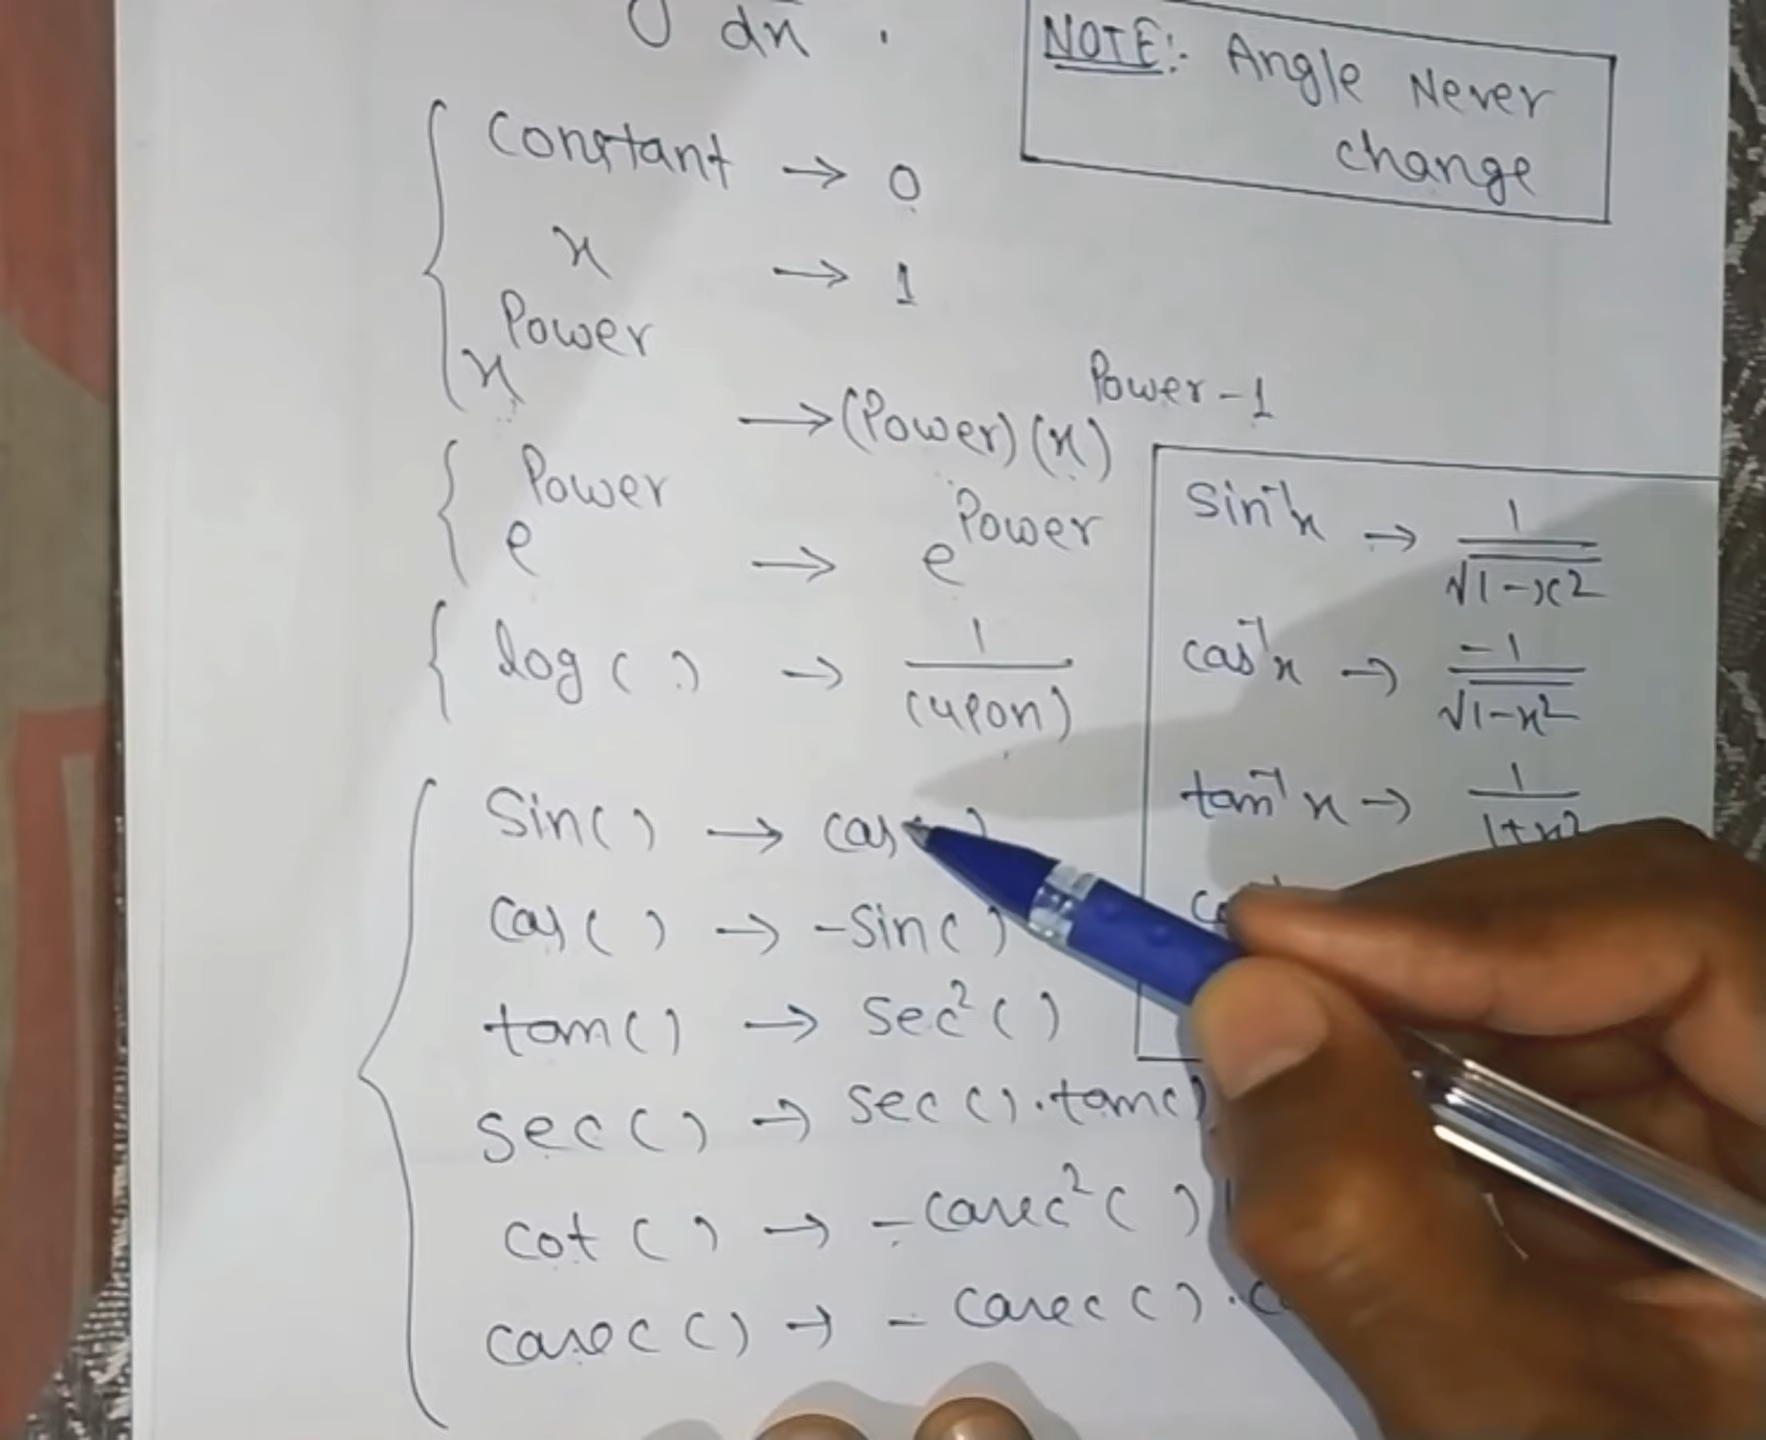 dx .
NOTE:- Angle Never
change
constant → 0
x → 1
x^Power → (Power)(x)^Power-1
e^Power → e^Power
log( ) → 1/(upon)
Sin( ) → cos( )
cos( ) → -Sin( )
tan( ) → Sec²( )
Sec( ) → Sec( ).tan( )
cot( ) → -cosec²( )
cosec( ) → -cosec( ).
Sin⁻¹x → 1/√1-x²
cos⁻¹x → -1/√1-x²
tan⁻¹x → 1/1+x²